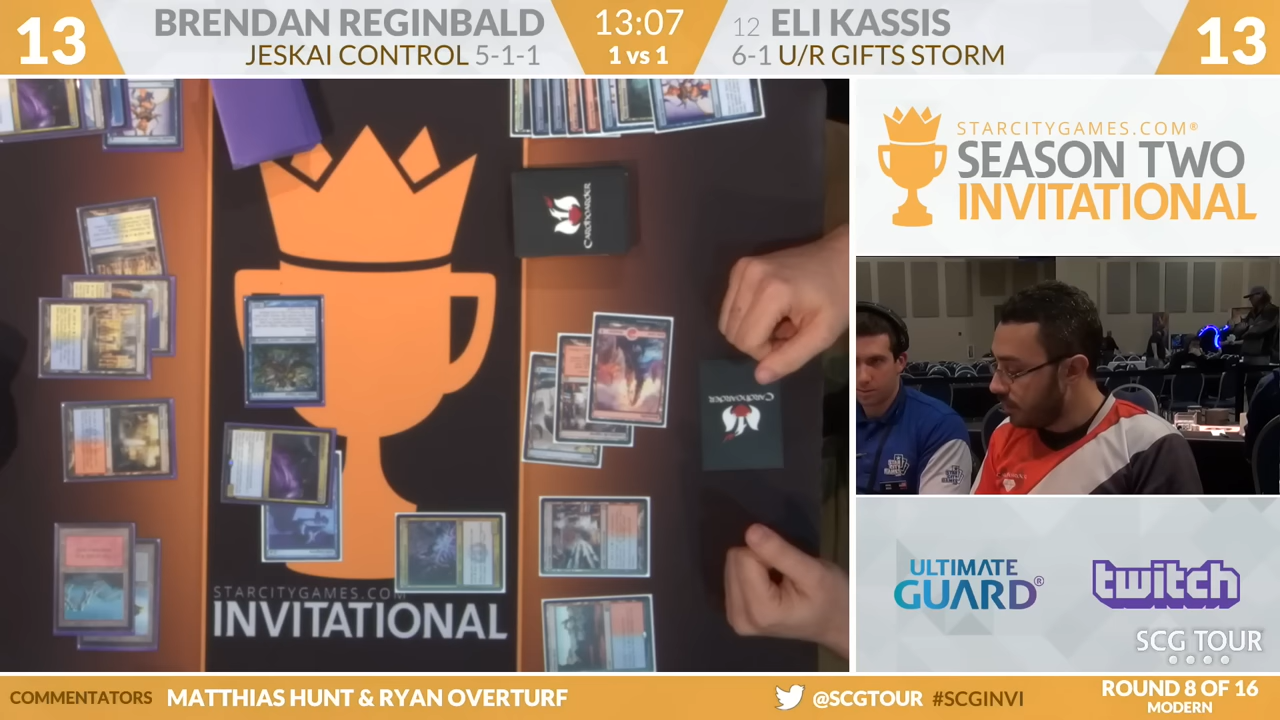 13
BRENDAN REGINBALD
JESKAI CONTROL 5-1-1
13:07
1 vs 1
12 ELI KASSIS
6-1 U/R GIFTS STORM
13
STARCITYGAMES.COM®
SEASON TWO
INVITATIONAL
CARDHOARDER
CARDHOARDER
STARCITYGAMES.COM
INVITATIONAL
ULTIMATE
GUARD®
twitch
SCG TOUR
COMMENTATORS MATTHIAS HUNT & RYAN OVERTURF
@SCGTOUR #SCGINVI
ROUND 8 OF 16
MODERN